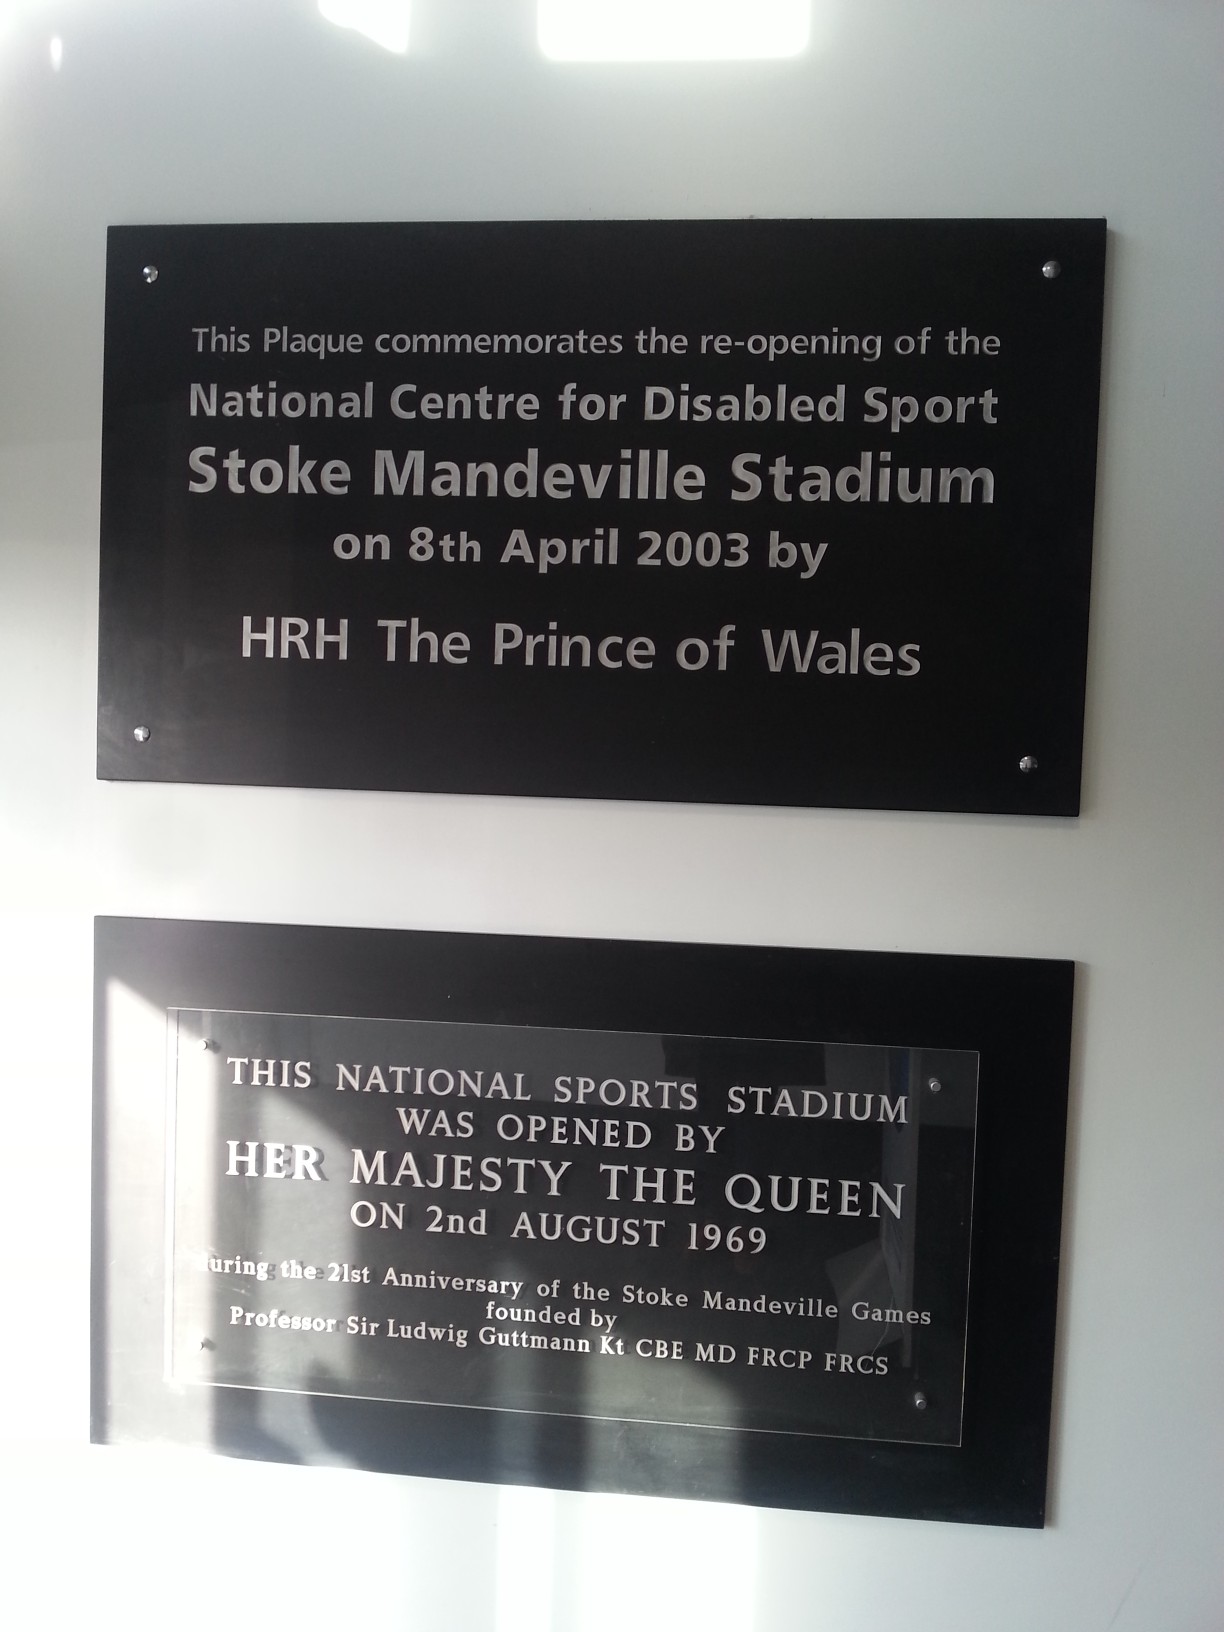 This Plaque commemorates the re-opening of the
National Centre for Disabled Sport
Stoke Mandeville Stadium
on 8th April 2003 by
HRH The Prince of Wales
THIS NATIONAL SPORTS STADIUM
WAS OPENED BY
HER MAJESTY THE QUEEN
ON 2nd AUGUST 1969
during the 21st Anniversary of the Stoke Mandeville Games
founded by
Professor Sir Ludwig Guttmann Kt CBE MD FRCP FRCS